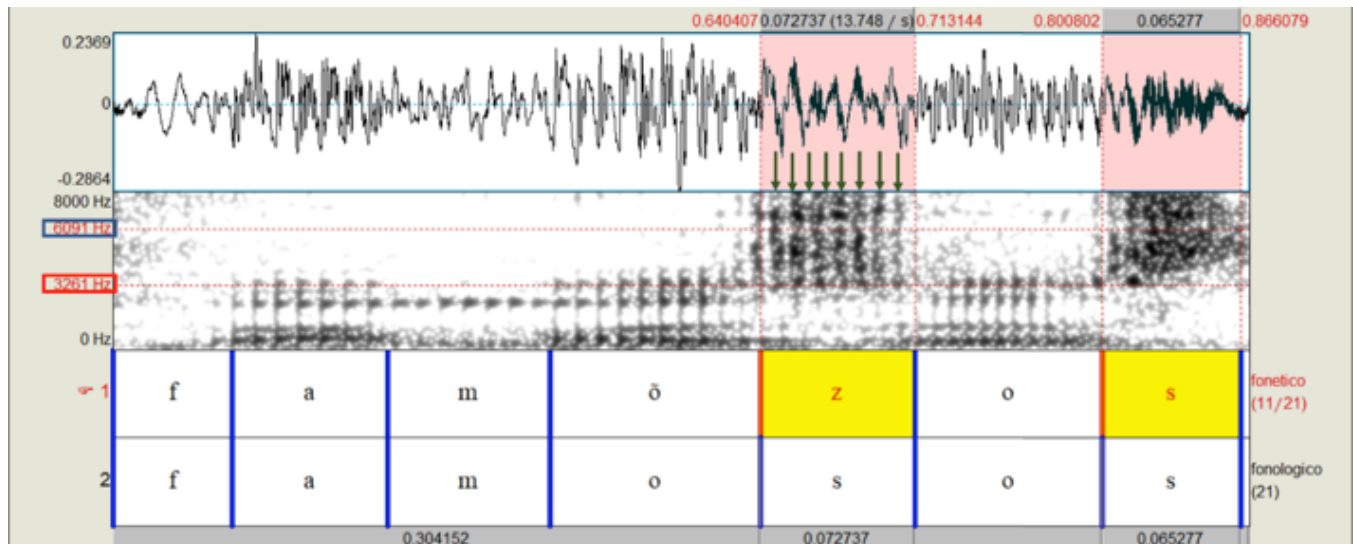 0.640407 0.072737 (13.748 / s) 0.713144 0.800802 0.065277 0.866079
0.2369
0
-0.2864
8000 Hz
6091 Hz
3261 Hz
0 Hz
1 f a m õ z o s fonetico
(11/21)
2 f a m o s o s fonologico
(21)
0.304152 0.072737 0.065277